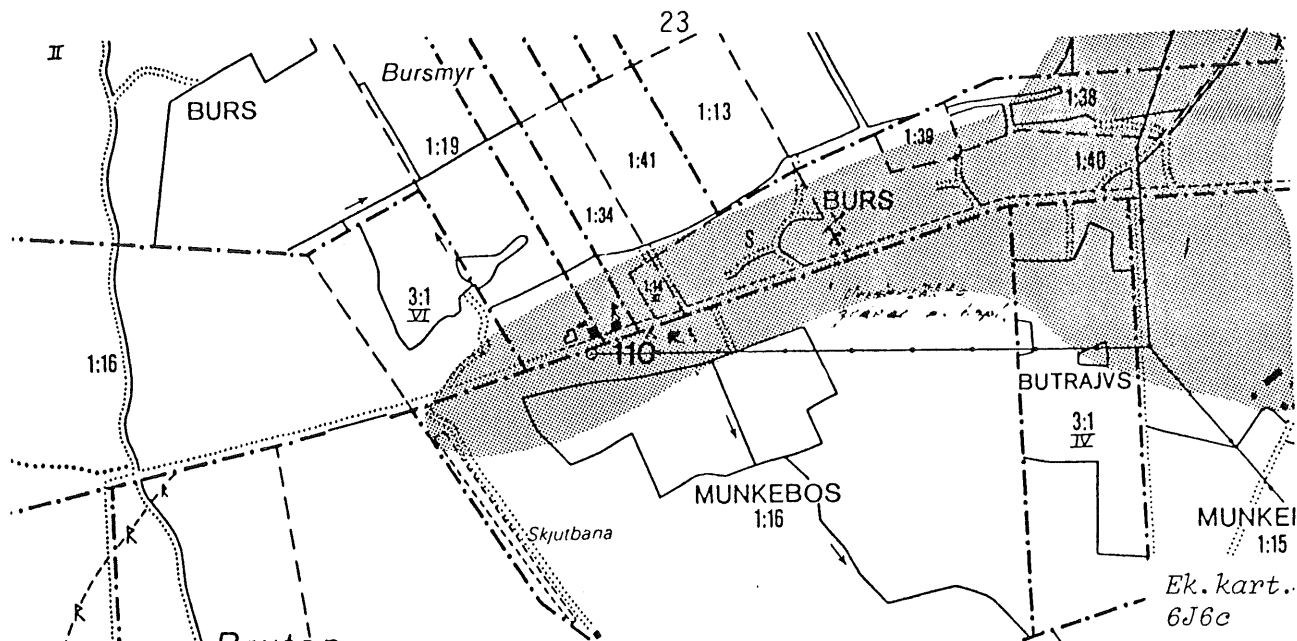 23
II
Bursmyr
BURS
1:13
1:38
1:39
1:19
1:41
1:40
1:34
BURS
S
3:1
VI
1:14
1:16
110
BUTRAJVS
3:1
IV
MUNKEBOS
1:16
Skjutbana
R
R
R
1:15
Ek.kart.
6J6c